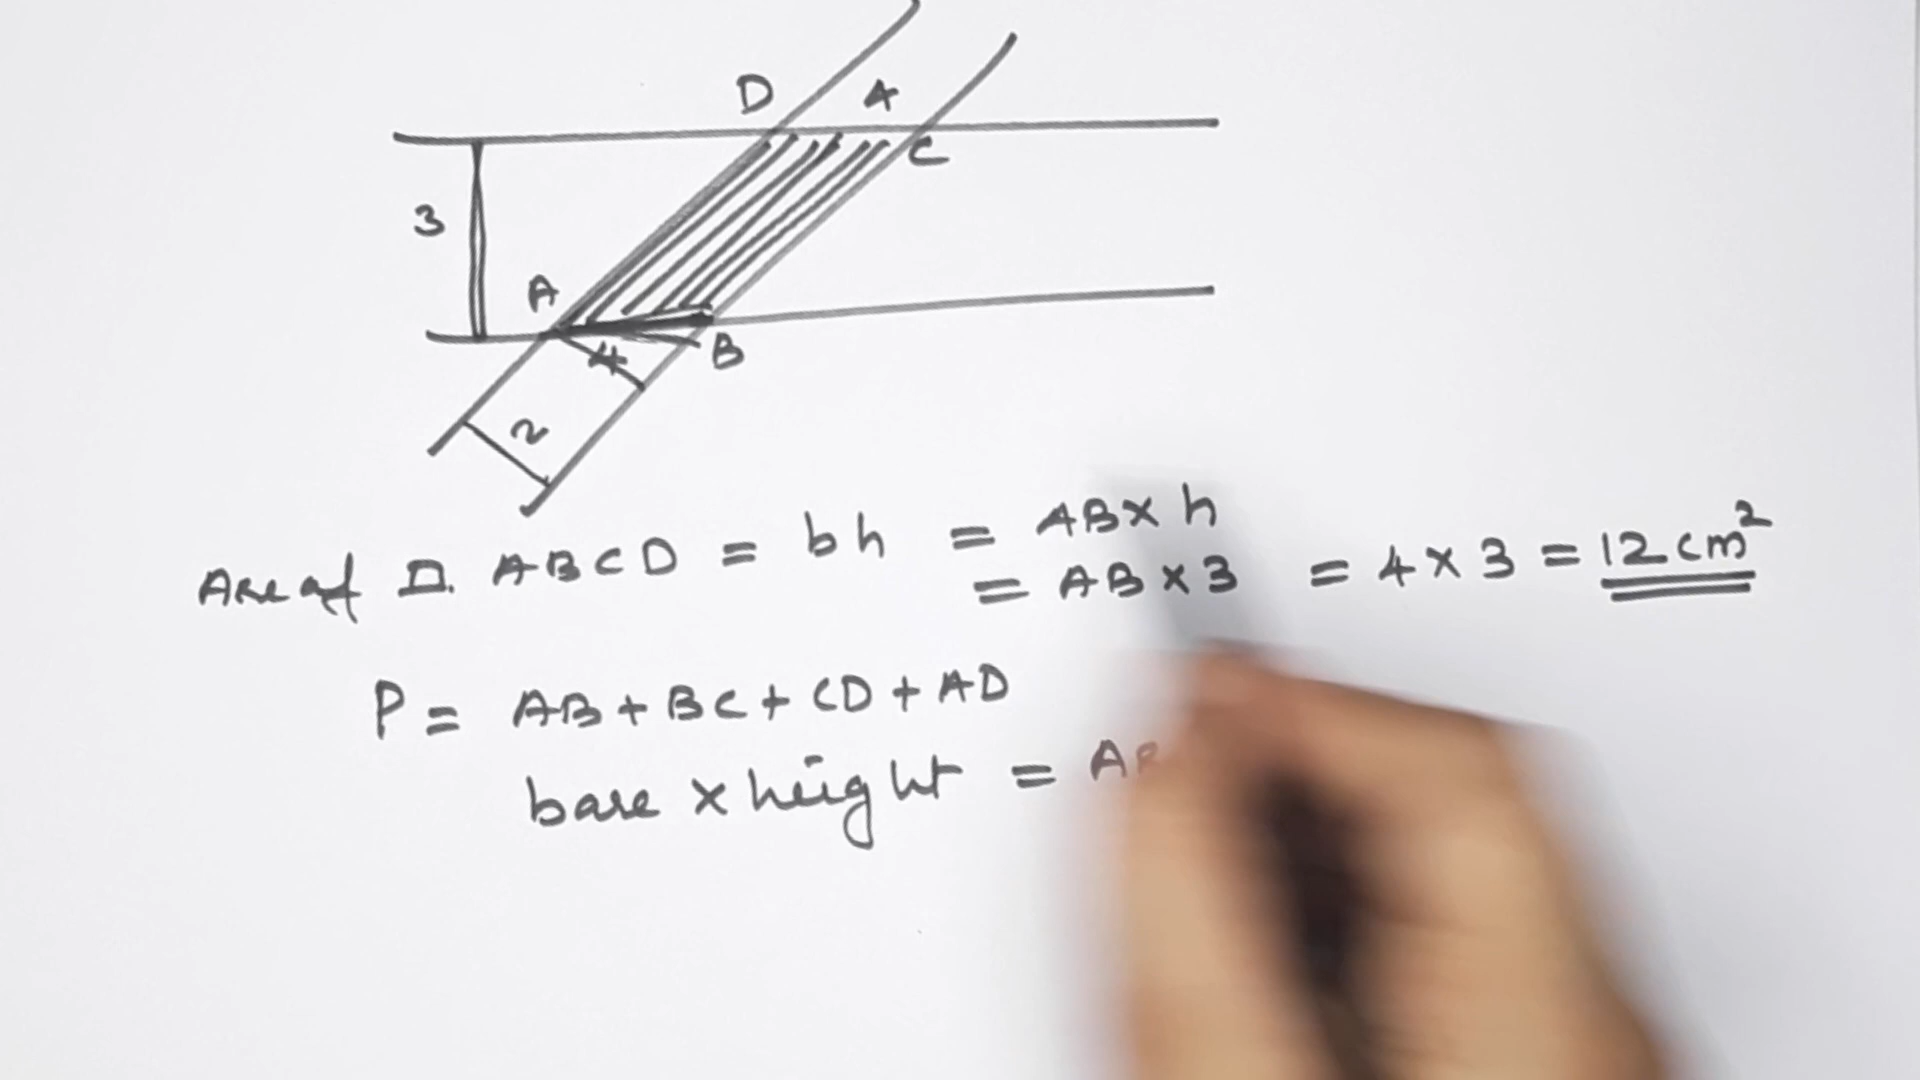 D 4
C
3
A
4 B
2
Area of ▱ ABCD = bh = AB × h
= AB × 3 = 4 × 3 = 12 cm²
P = AB + BC + CD + AD
base × height =